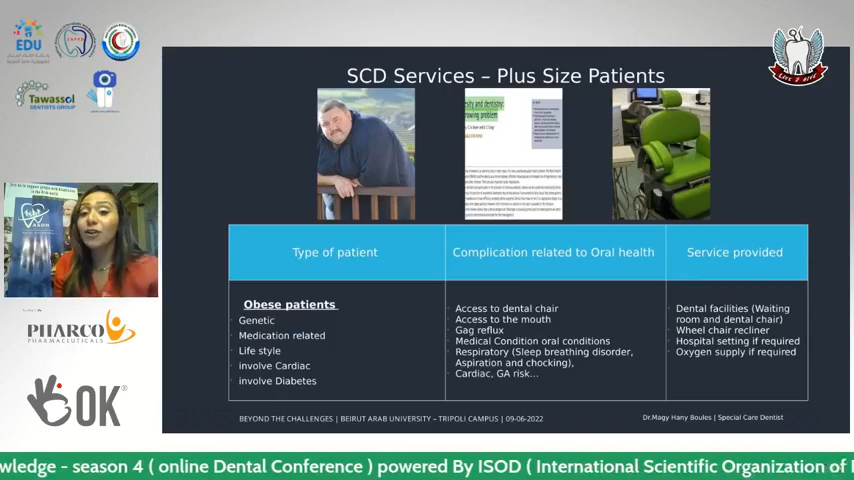 EDU
Tawassol
DENTISTS GROUP
PHARCO
PHARMACEUTICALS
OK
SCD Services – Plus Size Patients
esity and dentistry:
rowing problem
Type of patient
Complication related to Oral health
Service provided
Obese patients
Genetic
Medication related
Life style
involve Cardiac
involve Diabetes
Access to dental chair
Access to the mouth
Gag reflux
Medical Condition oral conditions
Respiratory (Sleep breathing disorder,
Aspiration and chocking),
Cardiac, GA risk...
Dental facilities (Waiting
room and dental chair)
Wheel chair recliner
Hospital setting if required
Oxygen supply if required
BEYOND THE CHALLENGES | BEIRUT ARAB UNIVERSITY – TRIPOLI CAMPUS | 09-06-2022
Dr.Magy Hany Boules | Special Care Dentist
wledge - season 4 ( online Dental Conference ) powered By ISOD ( International Scientific Organization of